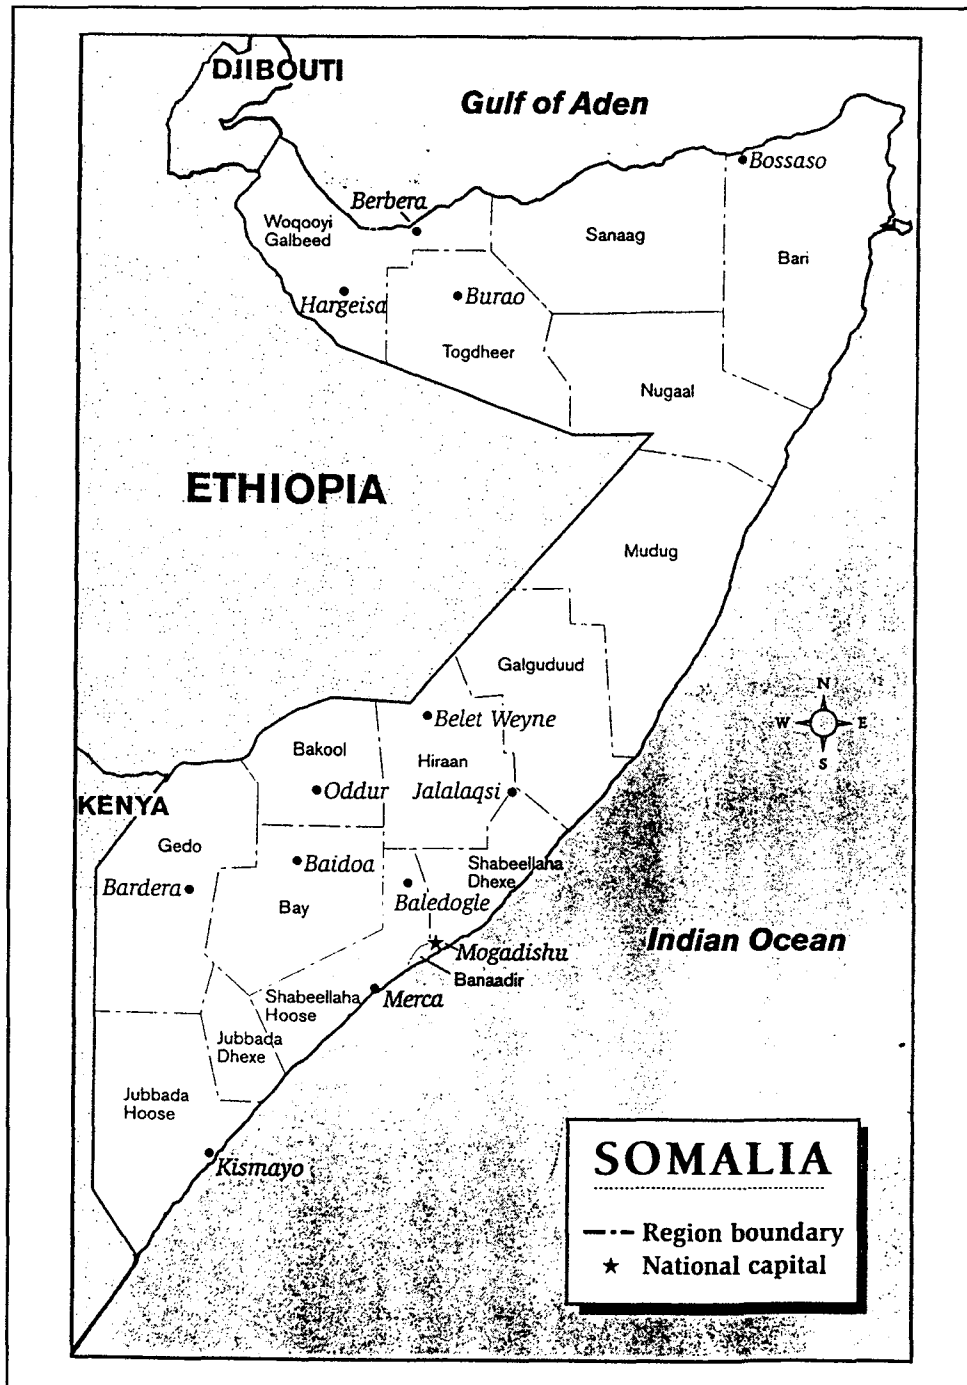 DJIBOUTI
Gulf of Aden
Bossaso
Berbera
Woqooyi
Galbeed
Sanaag
Bari
Hargeisa
Burao
Togdheer
Nugaal
ETHIOPIA
Mudug
Galguduud
N
W E
S
Belet Weyne
Bakool
Hiraan
Oddur
Jalalaqsi
KENYA
Gedo
Baidoa
Shabeellaha
Dhexe
Bardera
Bay
Baledogle
Mogadishu
Indian Ocean
Banaadir
Shabeellaha
Hoose
Merca
Jubbada
Dhexe
Jubbada
Hoose
Kismayo
SOMALIA
Region boundary
National capital